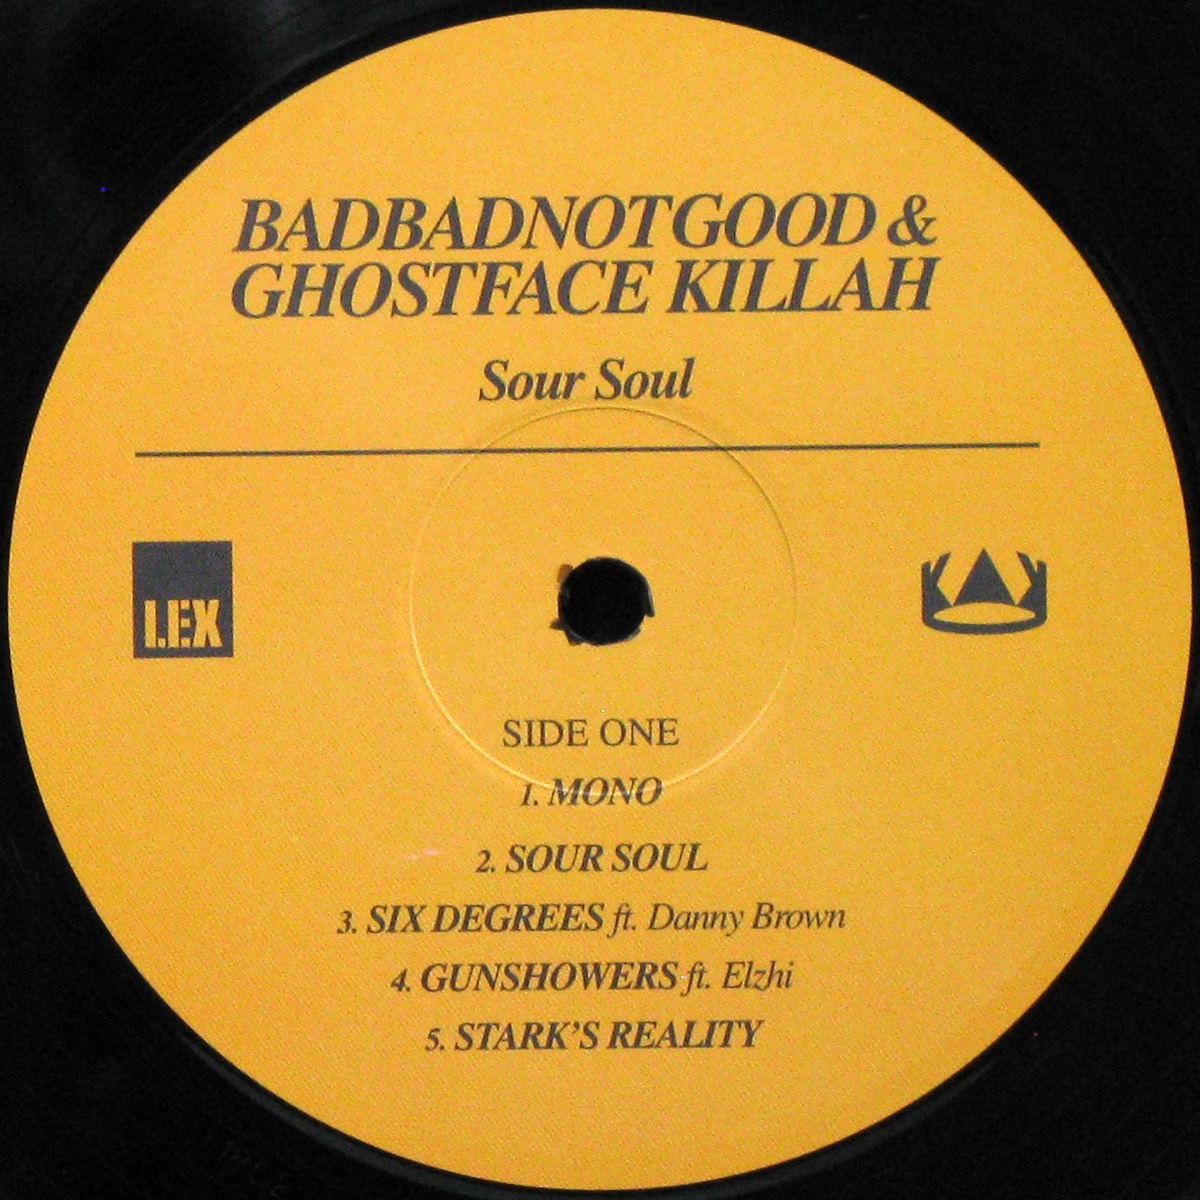 BADBADNOTGOOD &
GHOSTFACE KILLAH
Sour Soul
LEX
SIDE ONE
1. MONO
2. SOUR SOUL
3. SIX DEGREES ft. Danny Brown
4. GUNSHOWERS ft. Elzhi
5. STARK'S REALITY